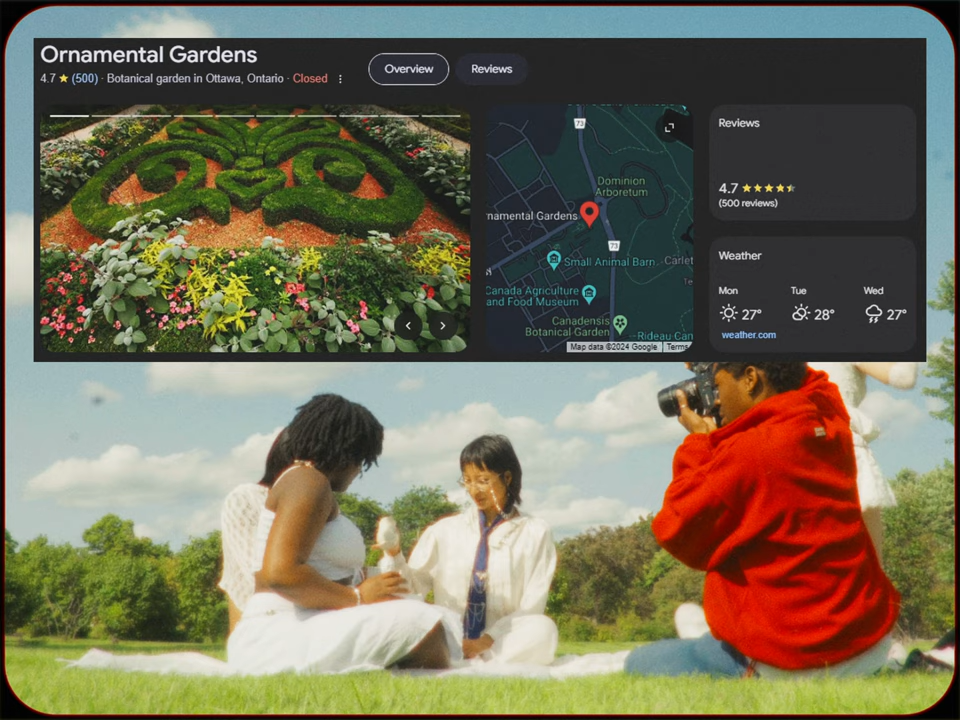 Ornamental Gardens
4.7 ★ (500) · Botanical garden in Ottawa, Ontario · Closed
Overview
Reviews
73
Dominion
Arboretum
namental Gardens
73
Small Animal Barn
Carlet
Canada Agriculture
and Food Museum
Canadensis
Botanical Garden
Rideau Can
Map data ©2024 Google
Terms
Reviews
4.7
(500 reviews)
Weather
Mon Tue Wed
27° 28° 27°
weather.com